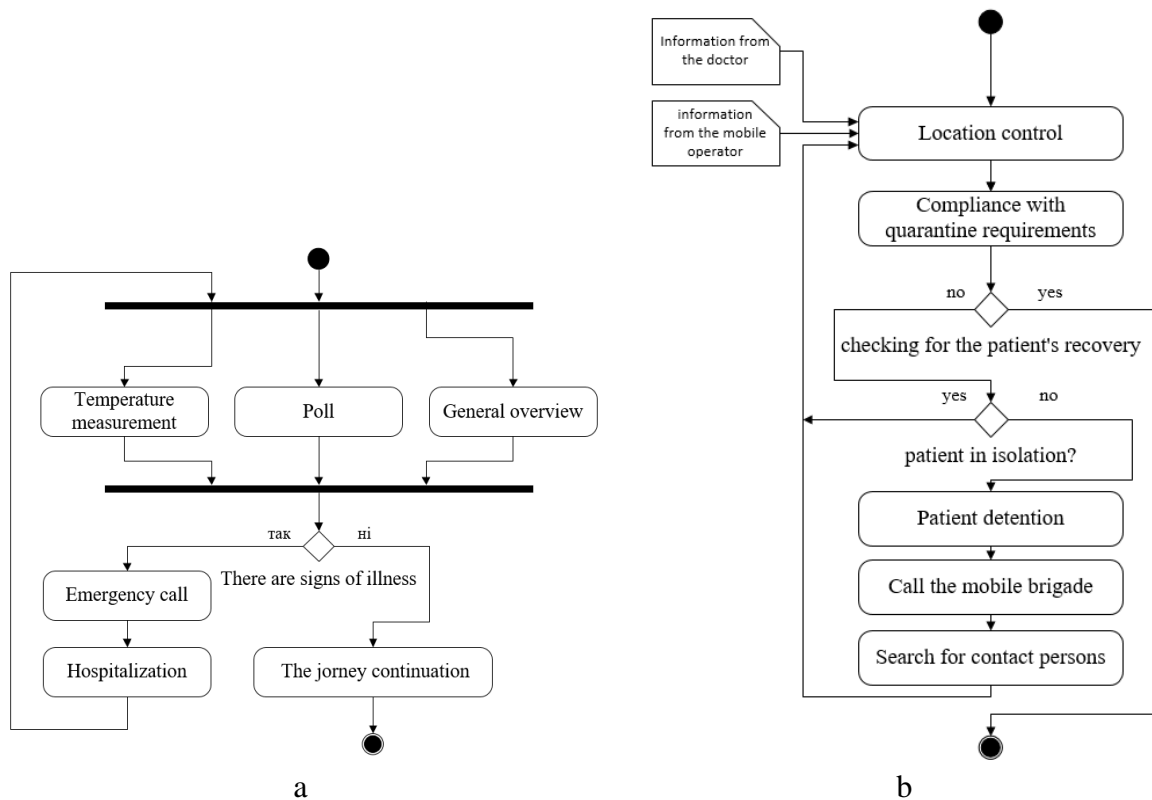 Temperature
measurement
Poll
General overview
так
ні
There are signs of illness
Emergency call
Hospitalization
The jorney continuation
a
Information from
the doctor
information
from the mobile
operator
Location control
Compliance with
quarantine requirements
no
yes
checking for the patient's recovery
yes
no
patient in isolation?
Patient detention
Call the mobile brigade
Search for contact persons
b